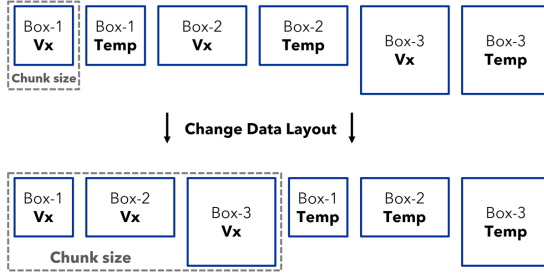 Box-1
Vx
Box-1
Temp
Box-2
Vx
Box-2
Temp
Box-3
Vx
Box-3
Temp
Chunk size
Change Data Layout
Box-1
Vx
Box-2
Vx
Box-3
Vx
Box-1
Temp
Box-2
Temp
Box-3
Temp
Chunk size